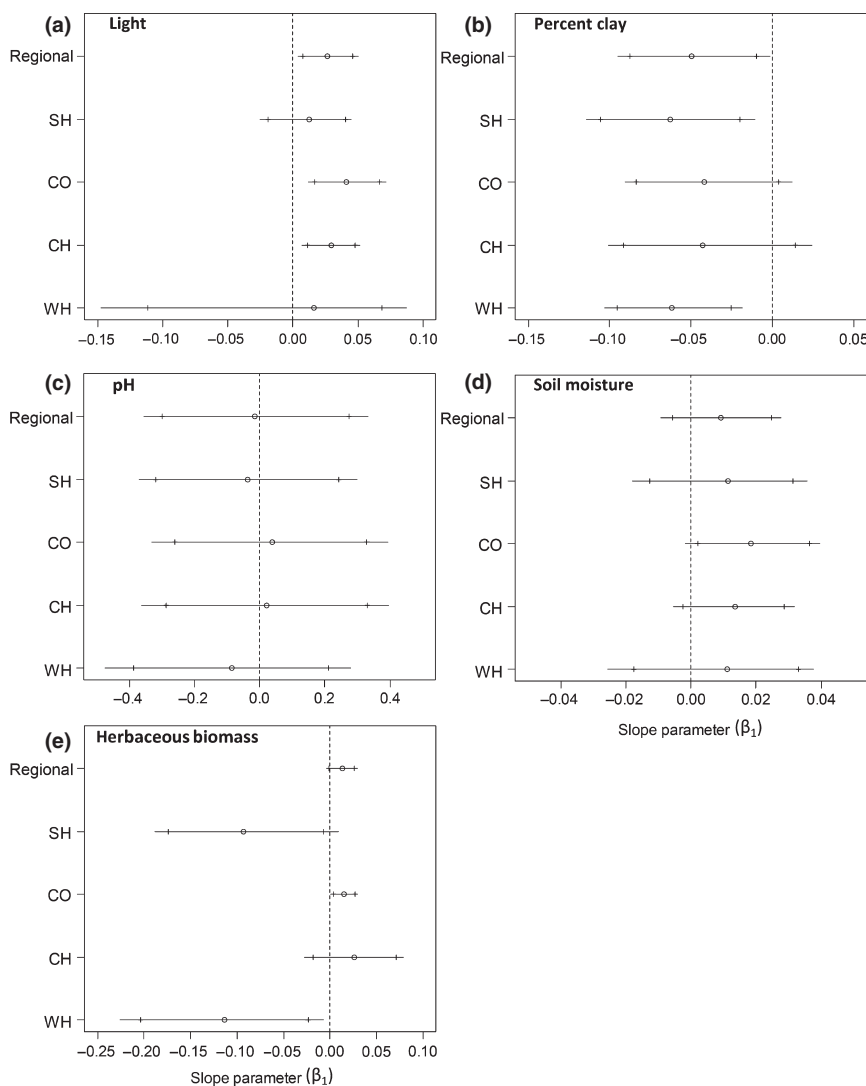 (a) Light
Regional
SH
CO
CH
WH
−0.15 −0.10 −0.05 0.00 0.05 0.10
(b) Percent clay
Regional
SH
CO
CH
WH
−0.15 −0.10 −0.05 0.00 0.05
(c) pH
Regional
SH
CO
CH
WH
−0.4 −0.2 0.0 0.2 0.4
(d) Soil moisture
Regional
SH
CO
CH
WH
−0.04 −0.02 0.00 0.02 0.04
Slope parameter (β₁)
(e) Herbaceous biomass
Regional
SH
CO
CH
WH
−0.25 −0.20 −0.15 −0.10 −0.05 0.00 0.05 0.10
Slope parameter (β₁)